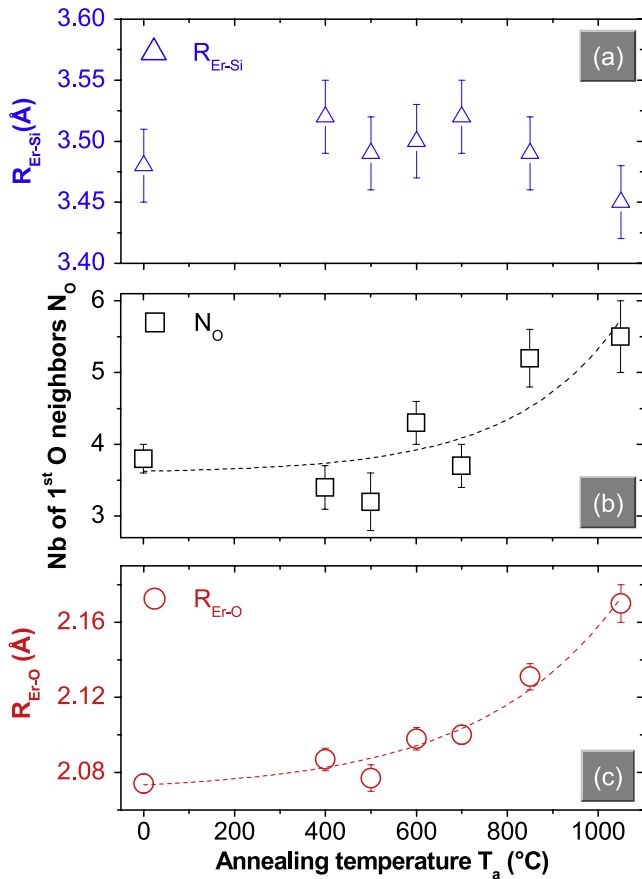 3.60
3.55
3.50
3.45
3.40
R_Er-Si (Å)
R_Er-Si
(a)
6
5
4
3
Nb of 1st O neighbors N_O
N_O
(b)
2.16
2.12
2.08
R_Er-O (Å)
R_Er-O
(c)
0 200 400 600 800 1000
Annealing temperature T_a (°C)